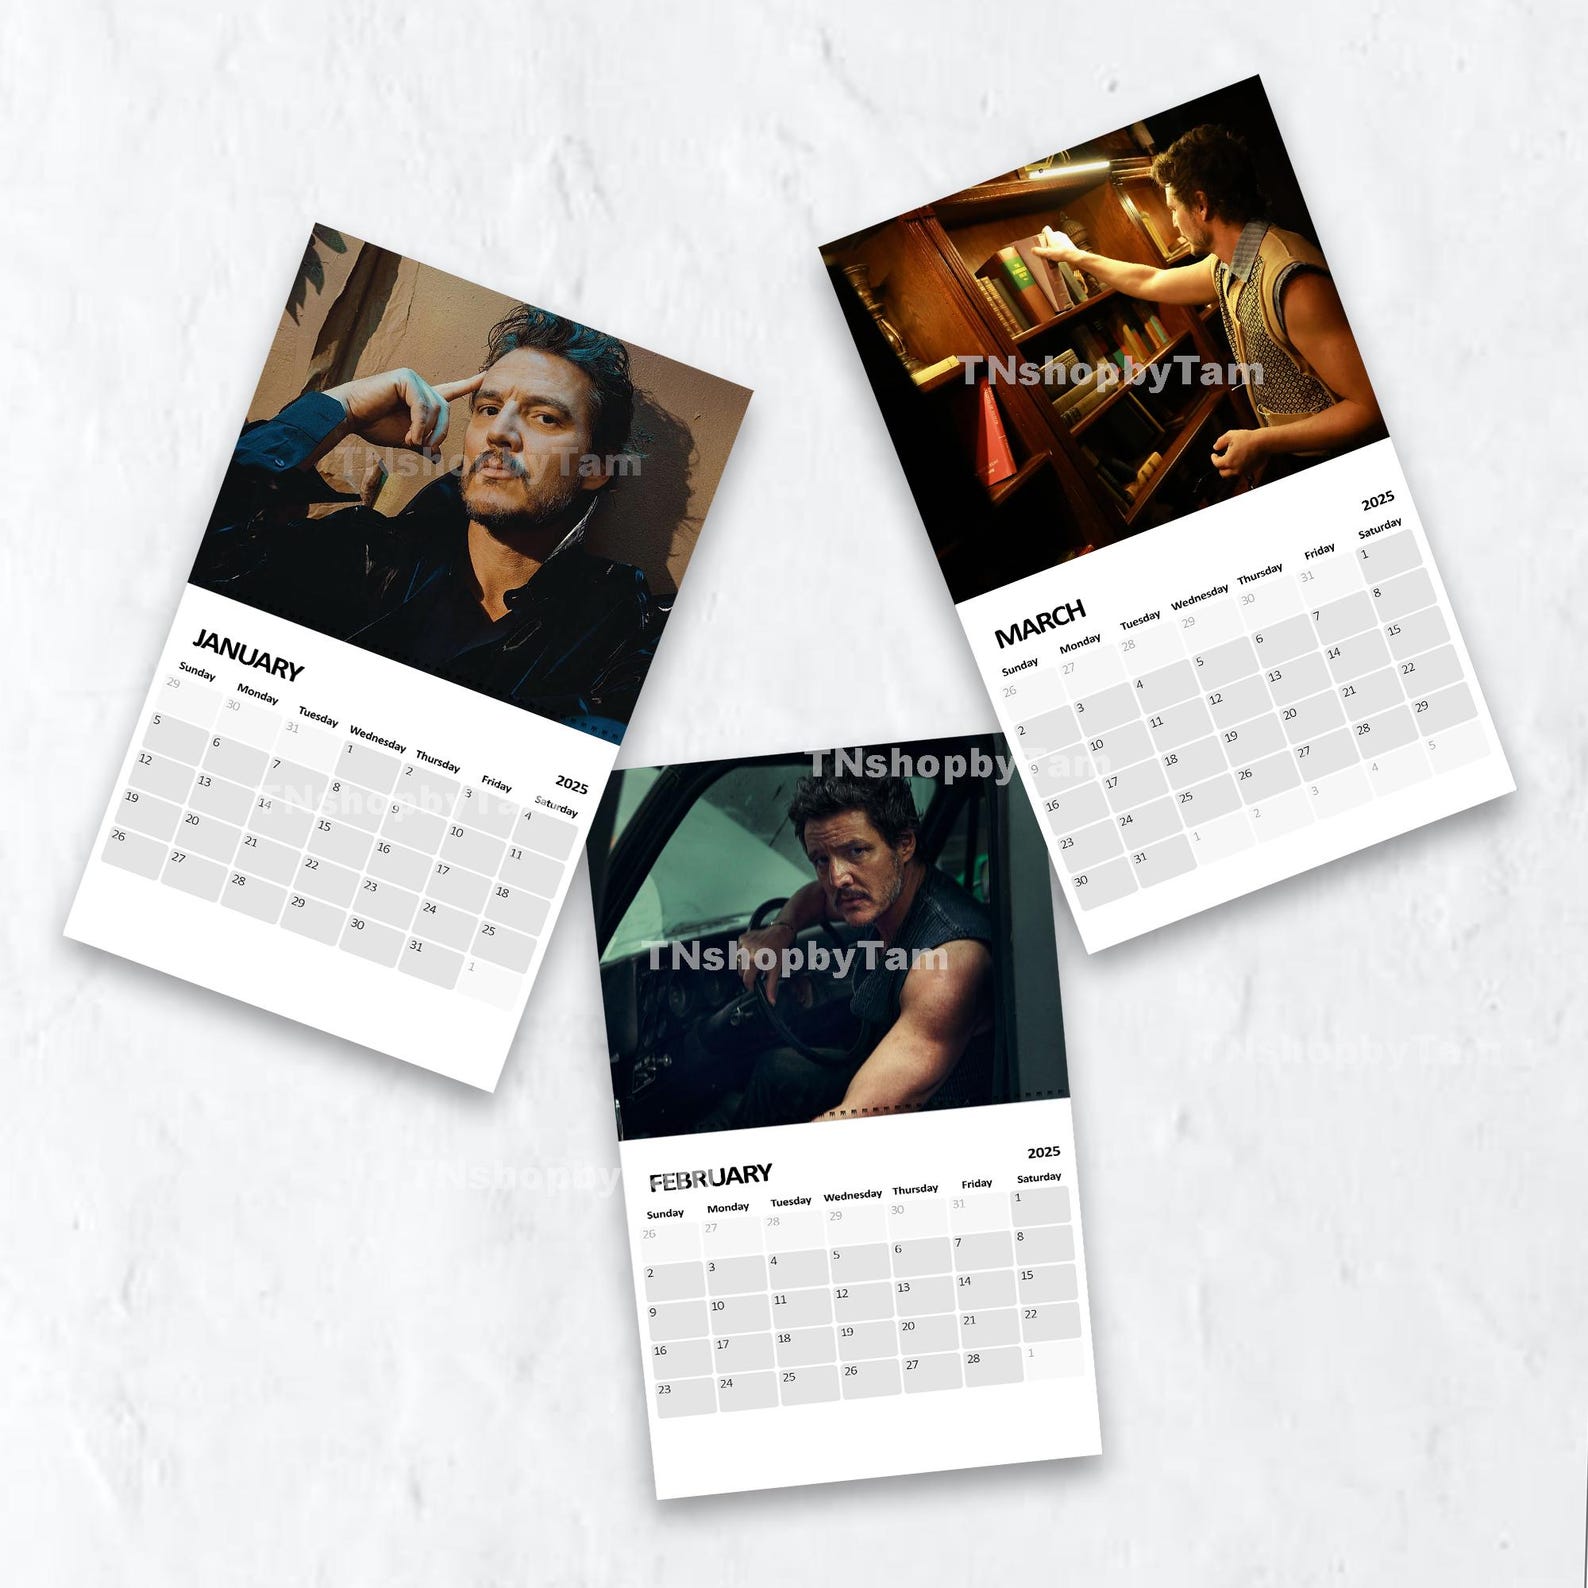 TNshopbyTam
JANUARY
2025
Sunday Monday Tuesday Wednesday Thursday Friday Saturday
29 30 31 1 2 3 4
5 6 7 8 9 10 11
12 13 14 15 16 17 18
19 20 21 22 23 24 25
26 27 28 29 30 31 1
TNshopbyTam
TNshopbyTam
MARCH
2025
Sunday Monday Tuesday Wednesday Thursday Friday Saturday
26 27 28 29 30 31 1
2 3 4 5 6 7 8
9 10 11 12 13 14 15
16 17 18 19 20 21 22
23 24 25 26 27 28 29
30 31 1 2 3 4 5
TNshopbyTam
TNshopbyTam
FEBRUARY
2025
Sunday Monday Tuesday Wednesday Thursday Friday Saturday
26 27 28 29 30 31 1
2 3 4 5 6 7 8
9 10 11 12 13 14 15
16 17 18 19 20 21 22
23 24 25 26 27 28 1
TNshopbyTam